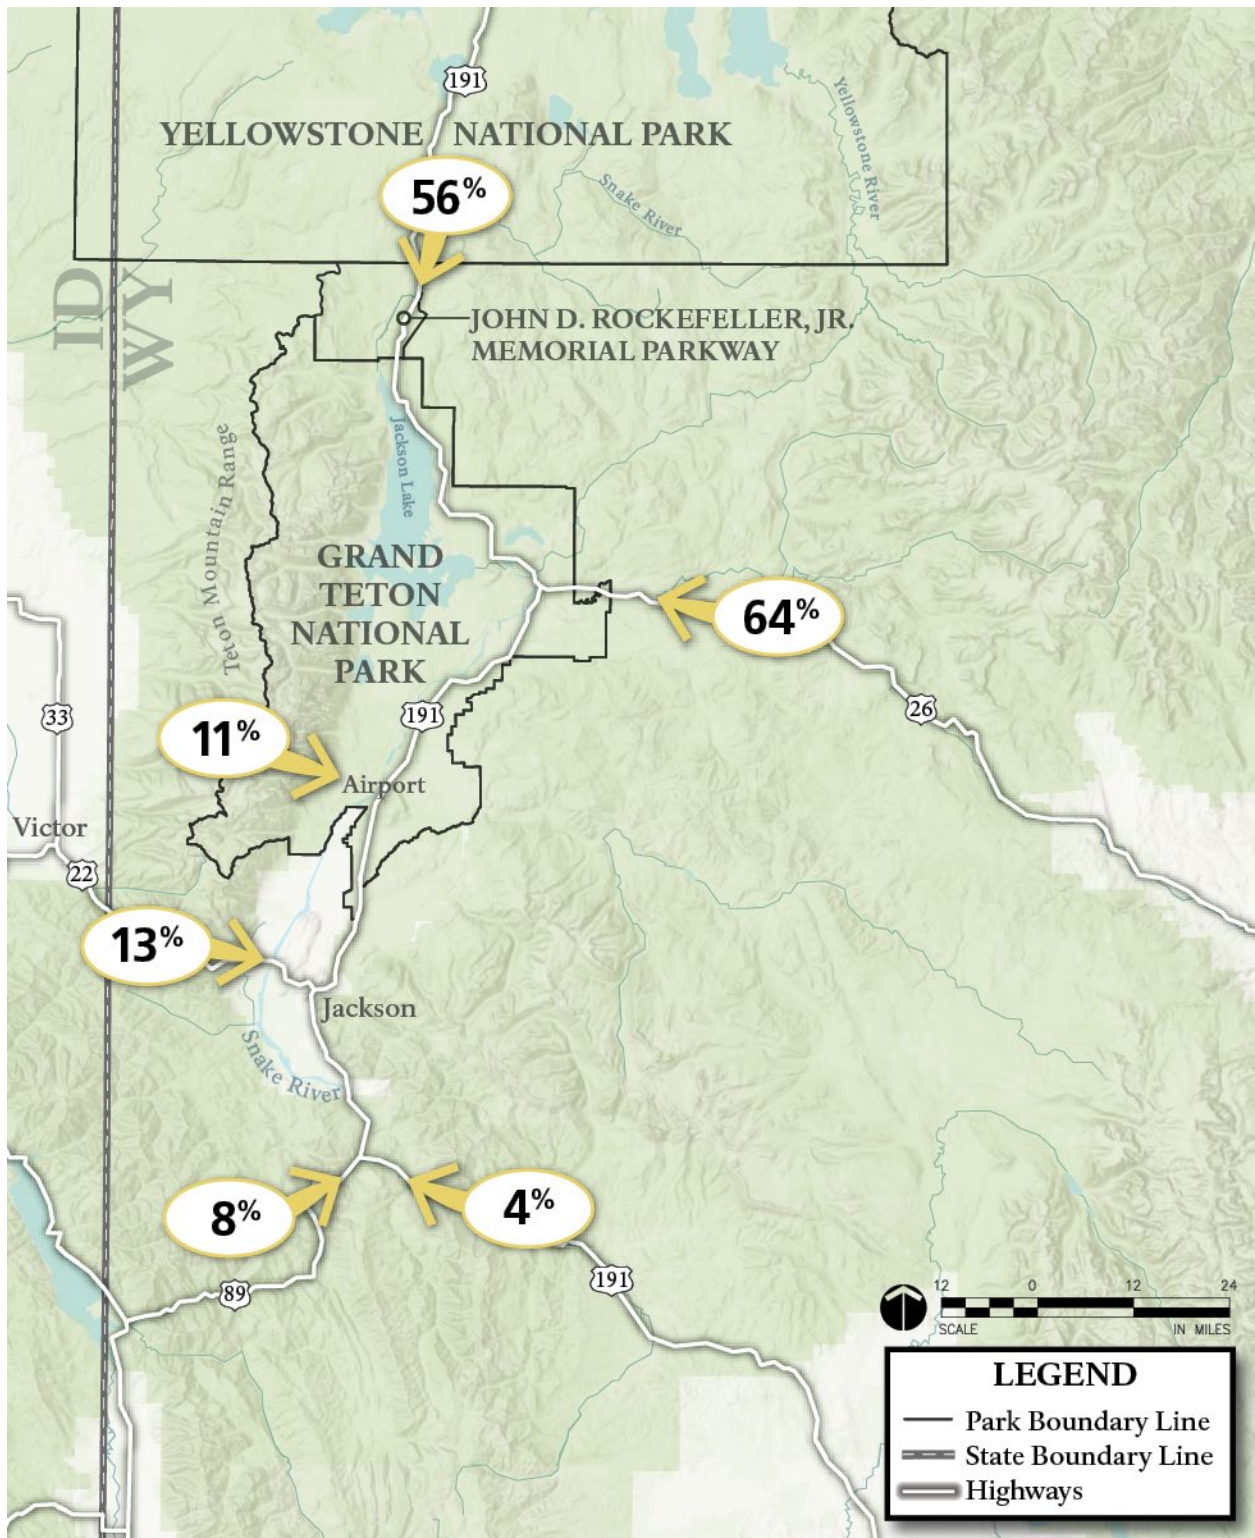 191
YELLOWSTONE NATIONAL PARK
Yellowstone River
56%
Snake River
ID
WY
JOHN D. ROCKEFELLER, JR.
MEMORIAL PARKWAY
Jackson Lake
Teton Mountain Range
GRAND
TETON
NATIONAL
PARK
64%
26
191
33
11%
Airport
Victor
22
13%
Jackson
Snake River
8%
4%
89
191
12 0 12 24
SCALE IN MILES
LEGEND
Park Boundary Line
State Boundary Line
Highways